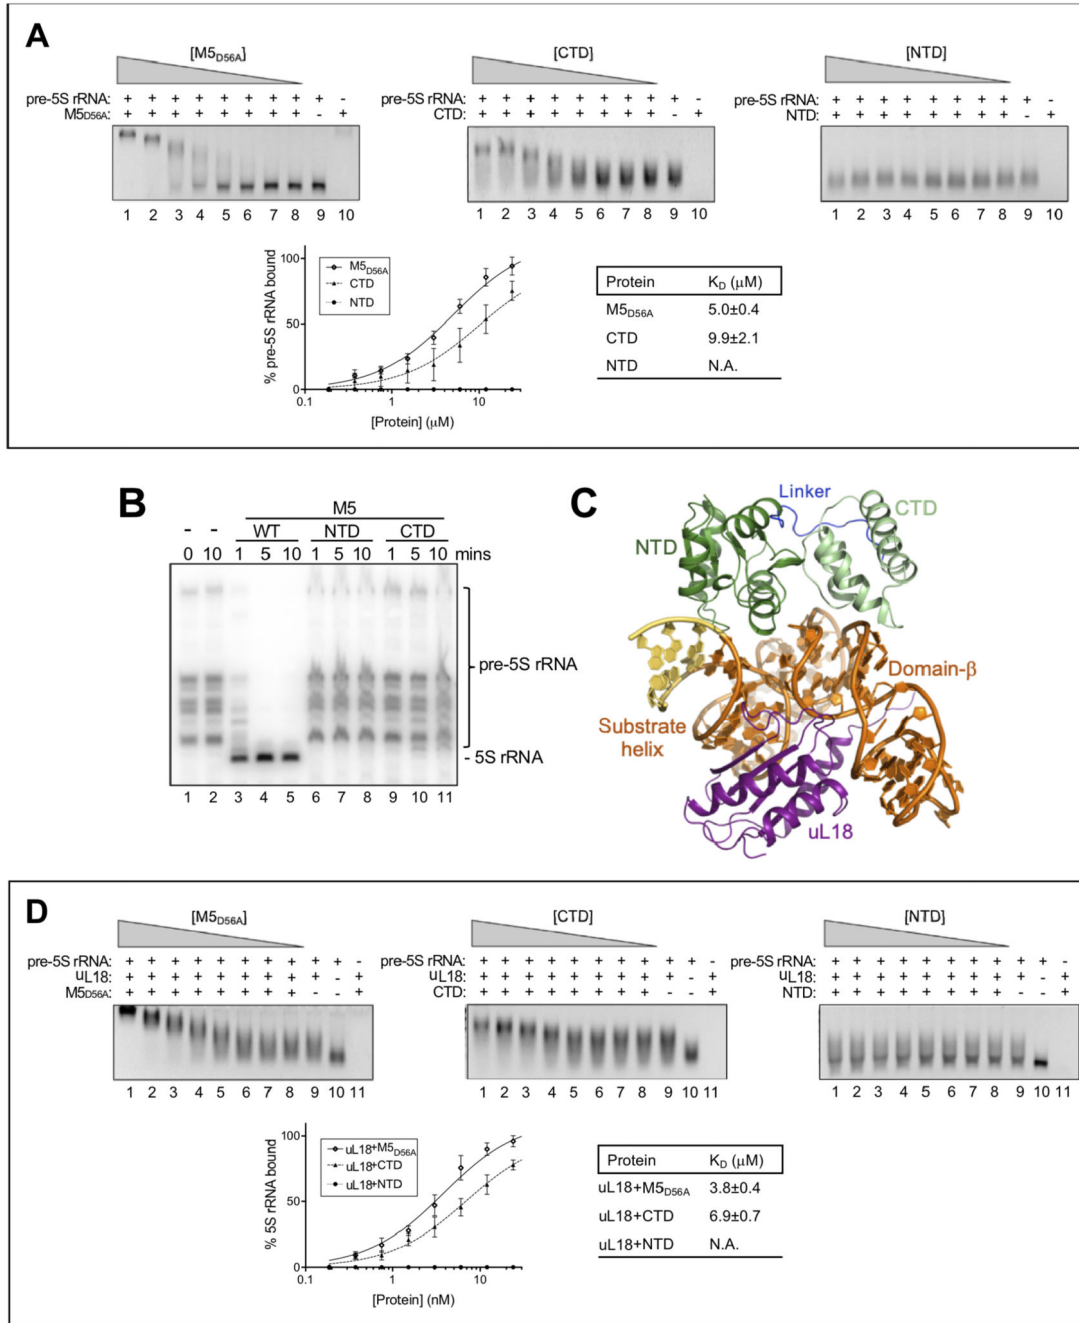 A
[M5D56A]
pre-5S rRNA: + + + + + + + + + -
M5D56A: + + + + + + + + - +
1 2 3 4 5 6 7 8 9 10
[CTD]
pre-5S rRNA: + + + + + + + + + -
CTD: + + + + + + + + - +
1 2 3 4 5 6 7 8 9 10
[NTD]
pre-5S rRNA: + + + + + + + + + -
NTD: + + + + + + + + - +
1 2 3 4 5 6 7 8 9 10
% pre-5S rRNA bound
100
50
0
0.1 1 10
[Protein] (μM)
M5D56A
CTD
NTD
Protein KD (μM)
M5D56A 5.0±0.4
CTD 9.9±2.1
NTD N.A.
B
M5
- - WT NTD CTD
0 10 1 5 10 1 5 10 1 5 10 mins
pre-5S rRNA
- 5S rRNA
1 2 3 4 5 6 7 8 9 10 11
C
Linker
CTD
NTD
Domain-β
Substrate
helix
uL18
D
[M5D56A]
pre-5S rRNA: + + + + + + + + + + -
uL18: + + + + + + + + + - +
M5D56A: + + + + + + + + - - +
1 2 3 4 5 6 7 8 9 10 11
[CTD]
pre-5S rRNA: + + + + + + + + + + -
uL18: + + + + + + + + + - +
CTD: + + + + + + + + - - +
1 2 3 4 5 6 7 8 9 10 11
[NTD]
pre-5S rRNA: + + + + + + + + + + -
uL18: + + + + + + + + + - +
NTD: + + + + + + + + - - +
1 2 3 4 5 6 7 8 9 10 11
% 5S rRNA bound
100
50
0
0.1 1 10
[Protein] (nM)
uL18+M5D56A
uL18+CTD
uL18+NTD
Protein KD (μM)
uL18+M5D56A 3.8±0.4
uL18+CTD 6.9±0.7
uL18+NTD N.A.